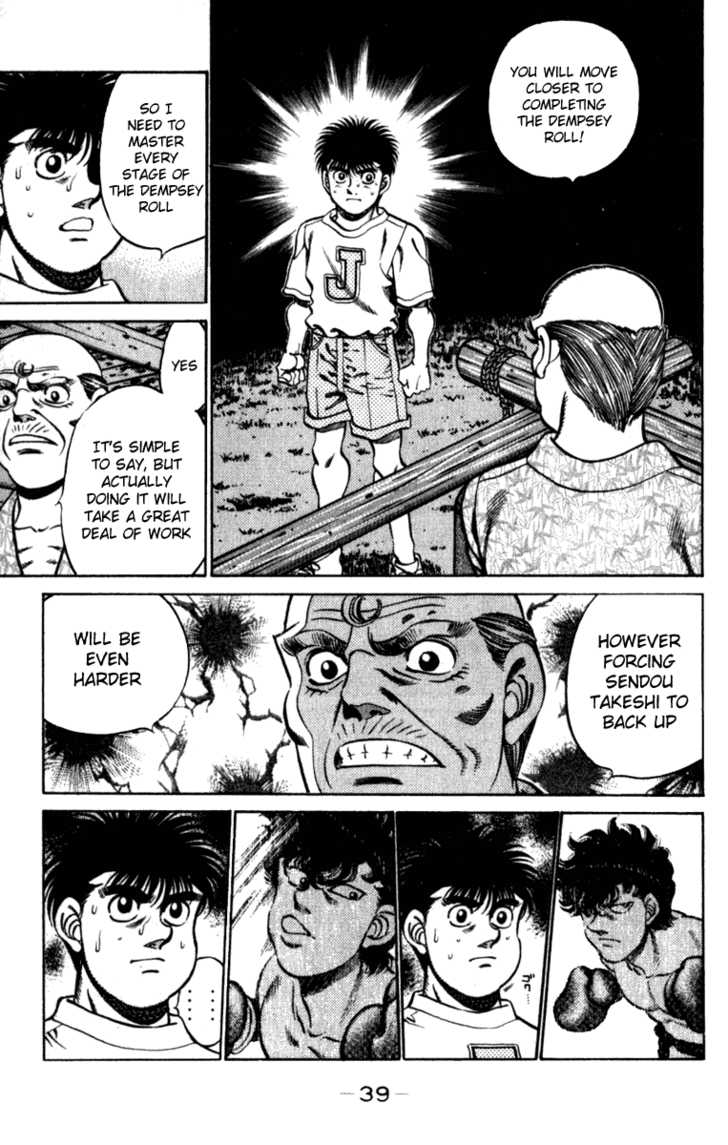 YOU WILL MOVE
CLOSER TO
COMPLETING
THE DEMPSEY
ROLL!
J
SO I
NEED TO
MASTER
EVERY
STAGE OF
THE DEMPSEY
ROLL
YES
IT'S SIMPLE
TO SAY, BUT
ACTUALLY
DOING IT WILL
TAKE A GREAT
DEAL OF WORK
HOWEVER
FORCING
SENDOU
TAKESHI TO
BACK UP
WILL BE
EVEN
HARDER
......
- 39 -